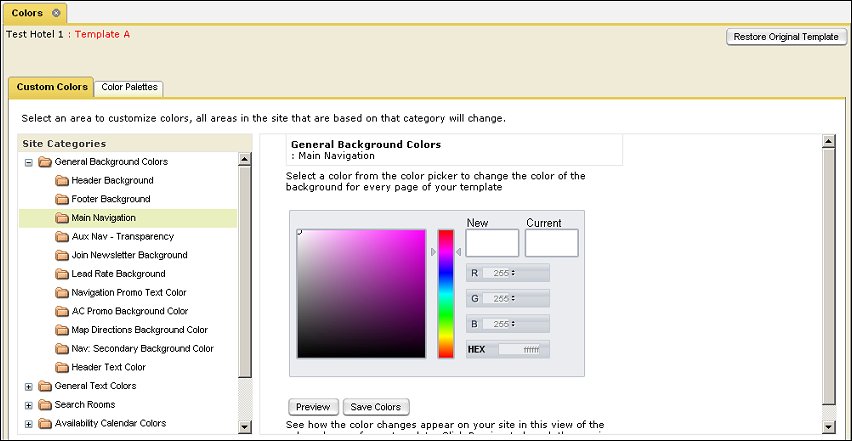 Colors
Test Hotel 1 : Template A
Restore Original Template
Custom Colors
Color Palettes
Select an area to customize colors, all areas in the site that are based on that category will change.
Site Categories
General Background Colors
Header Background
Footer Background
Main Navigation
Aux Nav - Transparency
Join Newsletter Background
Lead Rate Background
Navigation Promo Text Color
AC Promo Background Color
Map Directions Background Color
Nav: Secondary Background Color
Header Text Color
General Text Colors
Search Rooms
Availability Calendar Colors
General Background Colors
: Main Navigation
Select a color from the color picker to change the color of the
background for every page of your template
New
Current
R 255
G 255
B 255
HEX ffffff
Preview
Save Colors
See how the color changes appear on your site in this view of the